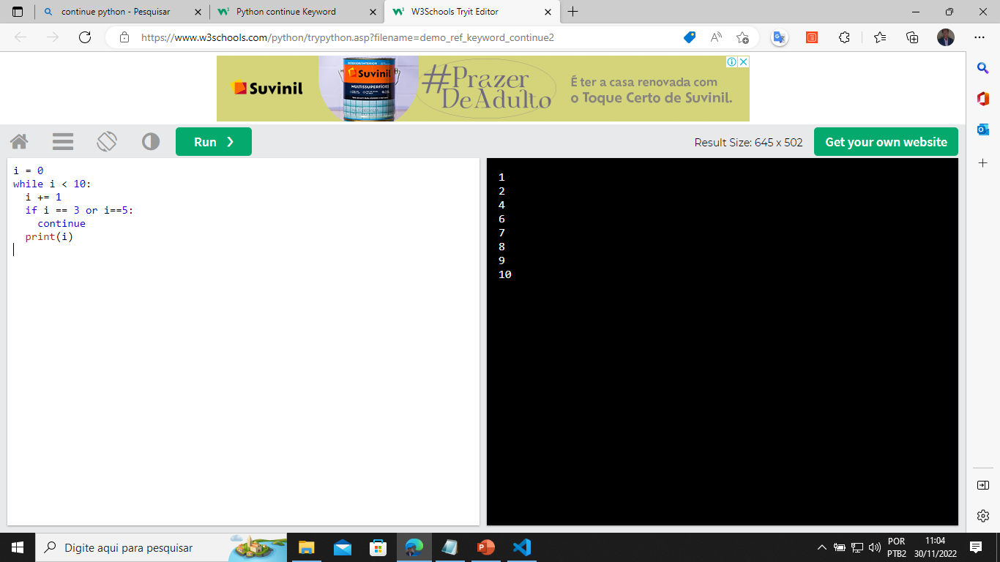 continue python - Pesquisar
Python continue Keyword
W3Schools Tryit Editor
https://www.w3schools.com/python/trypython.asp?filename=demo_ref_keyword_continue2
Suvinil
Suvinil
MULTISSUPERFÍCIES
#Prazer
DeAdulto
É ter a casa renovada com
o Toque Certo de Suvinil.
Run ❯
Result Size: 645 x 502
Get your own website
i = 0
while i < 10:
  i += 1
  if i == 3 or i==5:
    continue
  print(i)
1
2
4
6
7
8
9
10
Digite aqui para pesquisar
POR
PTB2
11:04
30/11/2022